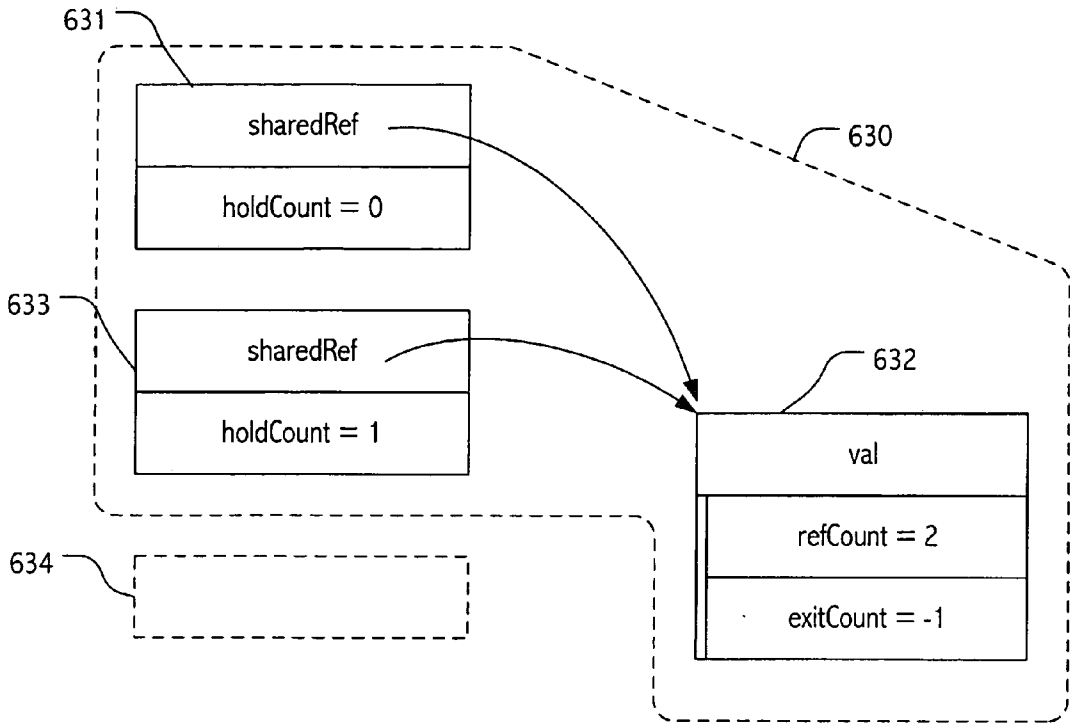 631
sharedRef
630
holdCount = 0
633
sharedRef
632
holdCount = 1
val
refCount = 2
634
exitCount = -1